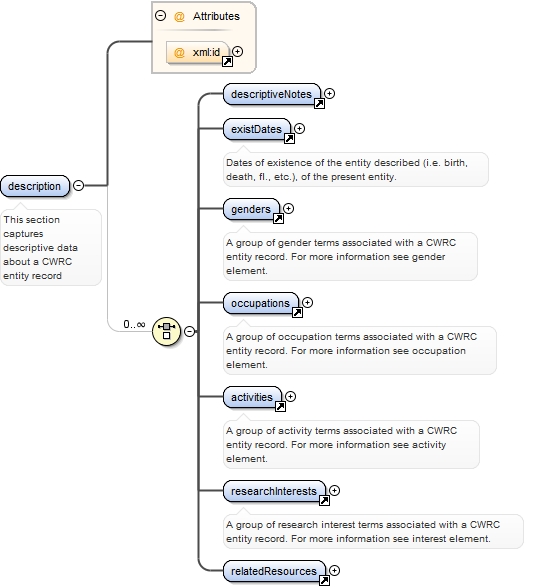 @ Attributes
@ xml:id
descriptiveNotes
existDates
Dates of existence of the entity described (i.e. birth,
death, fl., etc.), of the present entity.
description
This section
captures
descriptive data
about a CWRC
entity record
genders
A group of gender terms associated with a CWRC
entity record. For more information see gender
element.
0..∞
occupations
A group of occupation terms associated with a CWRC
entity record. For more information see occupation
element.
activities
A group of activity terms associated with a CWRC
entity record. For more information see activity
element.
researchInterests
A group of research interest terms associated with a CWRC
entity record. For more information see interest element.
relatedResources